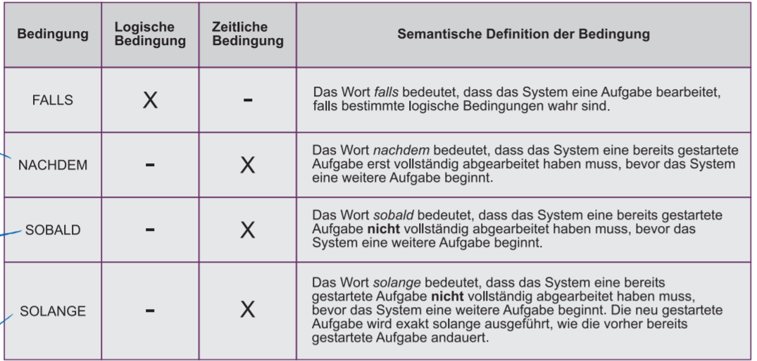 Bedingung
Logische
Bedingung
Zeitliche
Bedingung
Semantische Definition der Bedingung
FALLS
X
-
Das Wort falls bedeutet, dass das System eine Aufgabe bearbeitet,
falls bestimmte logische Bedingungen wahr sind.
NACHDEM
-
X
Das Wort nachdem bedeutet, dass das System eine bereits gestartete
Aufgabe erst vollständig abgearbeitet haben muss, bevor das System
eine weitere Aufgabe beginnt.
SOBALD
-
X
Das Wort sobald bedeutet, dass das System eine bereits gestartete
Aufgabe nicht vollständig abgearbeitet haben muss, bevor das
System eine weitere Aufgabe beginnt.
SOLANGE
-
X
Das Wort solange bedeutet, dass das System eine bereits
gestartete Aufgabe nicht vollständig abgearbeitet haben muss,
bevor das System eine weitere Aufgabe beginnt. Die neu gestartete
Aufgabe wird exakt solange ausgeführt, wie die vorher bereits
gestartete Aufgabe andauert.